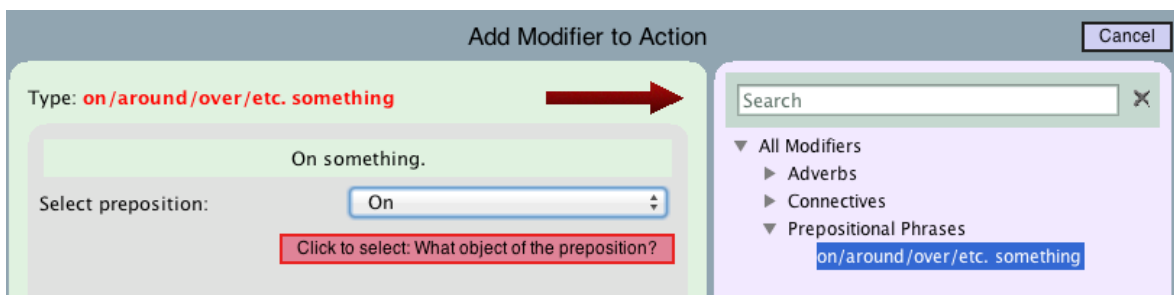 Add Modifier to Action
Cancel
Type: on/around/over/etc. something
On something.
Select preposition:
On
Click to select: What object of the preposition?
Search
All Modifiers
Adverbs
Connectives
Prepositional Phrases
on/around/over/etc. something